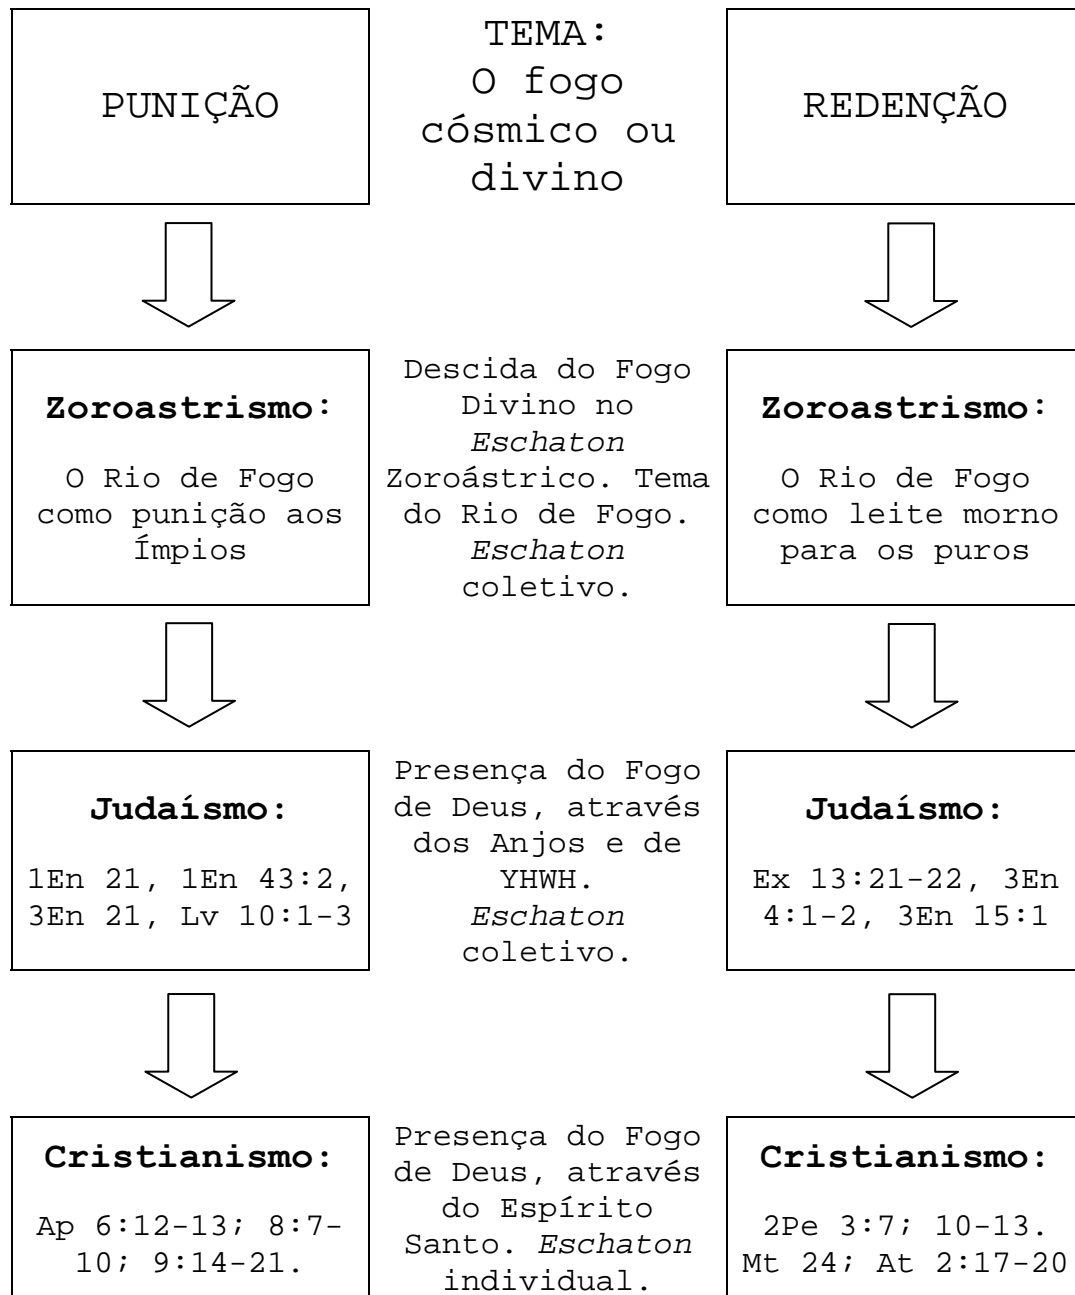 PUNIÇÃO
TEMA:
O fogo
cósmico ou
divino
REDENÇÃO
Zoroastrismo:
O Rio de Fogo
como punição aos
Ímpios
Descida do Fogo
Divino no
Eschaton
Zoroástrico. Tema
do Rio de Fogo.
Eschaton
coletivo.
Zoroastrismo:
O Rio de Fogo
como leite morno
para os puros
Judaísmo:
1En 21, 1En 43:2,
3En 21, Lv 10:1-3
Presença do Fogo
de Deus, através
dos Anjos e de
YHWH.
Eschaton
coletivo.
Judaísmo:
Ex 13:21-22, 3En
4:1-2, 3En 15:1
Cristianismo:
Ap 6:12-13; 8:7-
10; 9:14-21.
Presença do Fogo
de Deus, através
do Espírito
Santo. Eschaton
individual.
Cristianismo:
2Pe 3:7; 10-13.
Mt 24; At 2:17-20